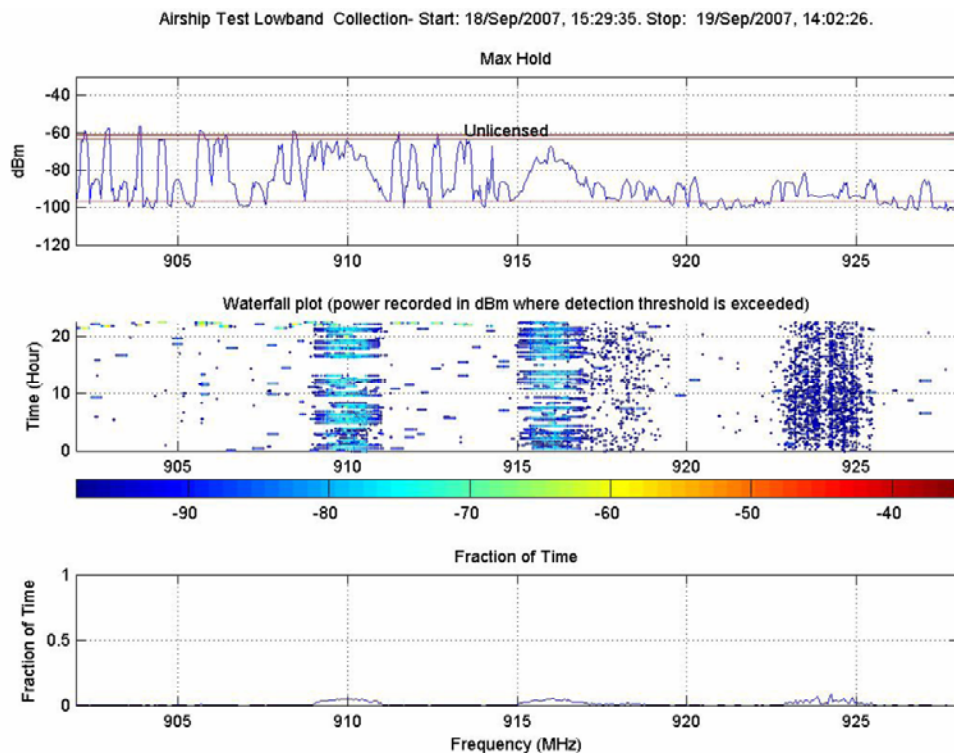 Airship Test Lowband  Collection- Start: 18/Sep/2007, 15:29:35. Stop:  19/Sep/2007, 14:02:26.
Max Hold
-40
-60
-80
-100
-120
dBm
Unlicensed
905 910 915 920 925
Waterfall plot (power recorded in dBm where detection threshold is exceeded)
20
10
0
Time (Hour)
905 910 915 920 925
-90 -80 -70 -60 -50 -40
Fraction of Time
1
0.5
0
Fraction of Time
905 910 915 920 925
Frequency (MHz)